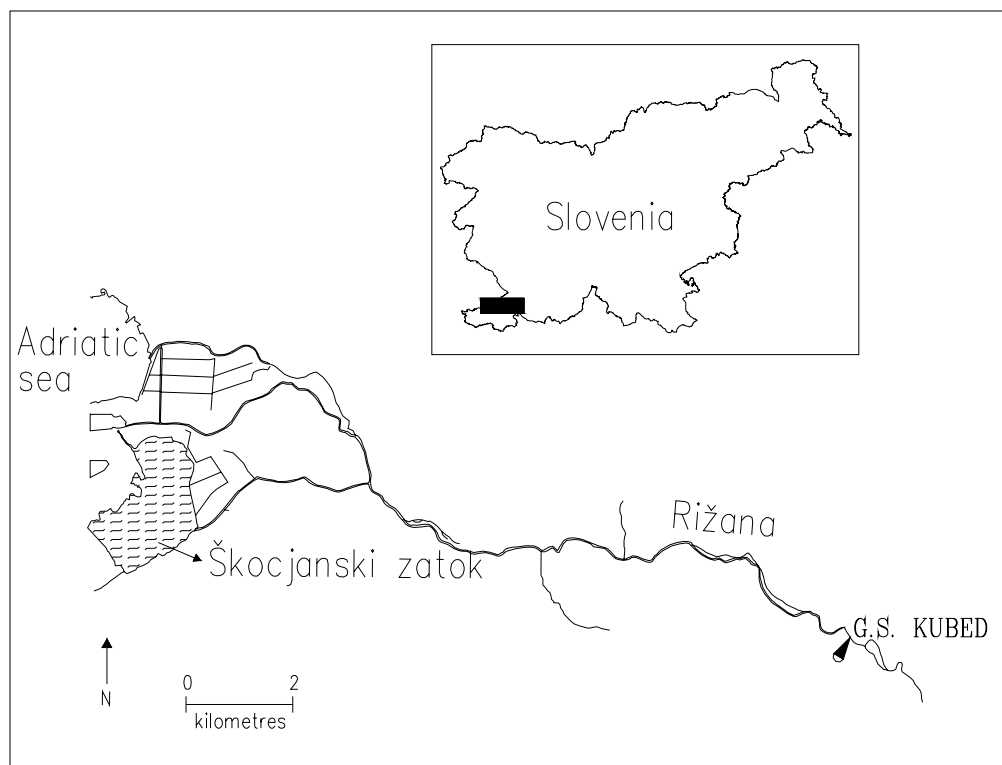 Slovenia
Adriatic
sea
Rižana
Škocjanski zatok
G.S. KUBED
N
0 2
kilometres